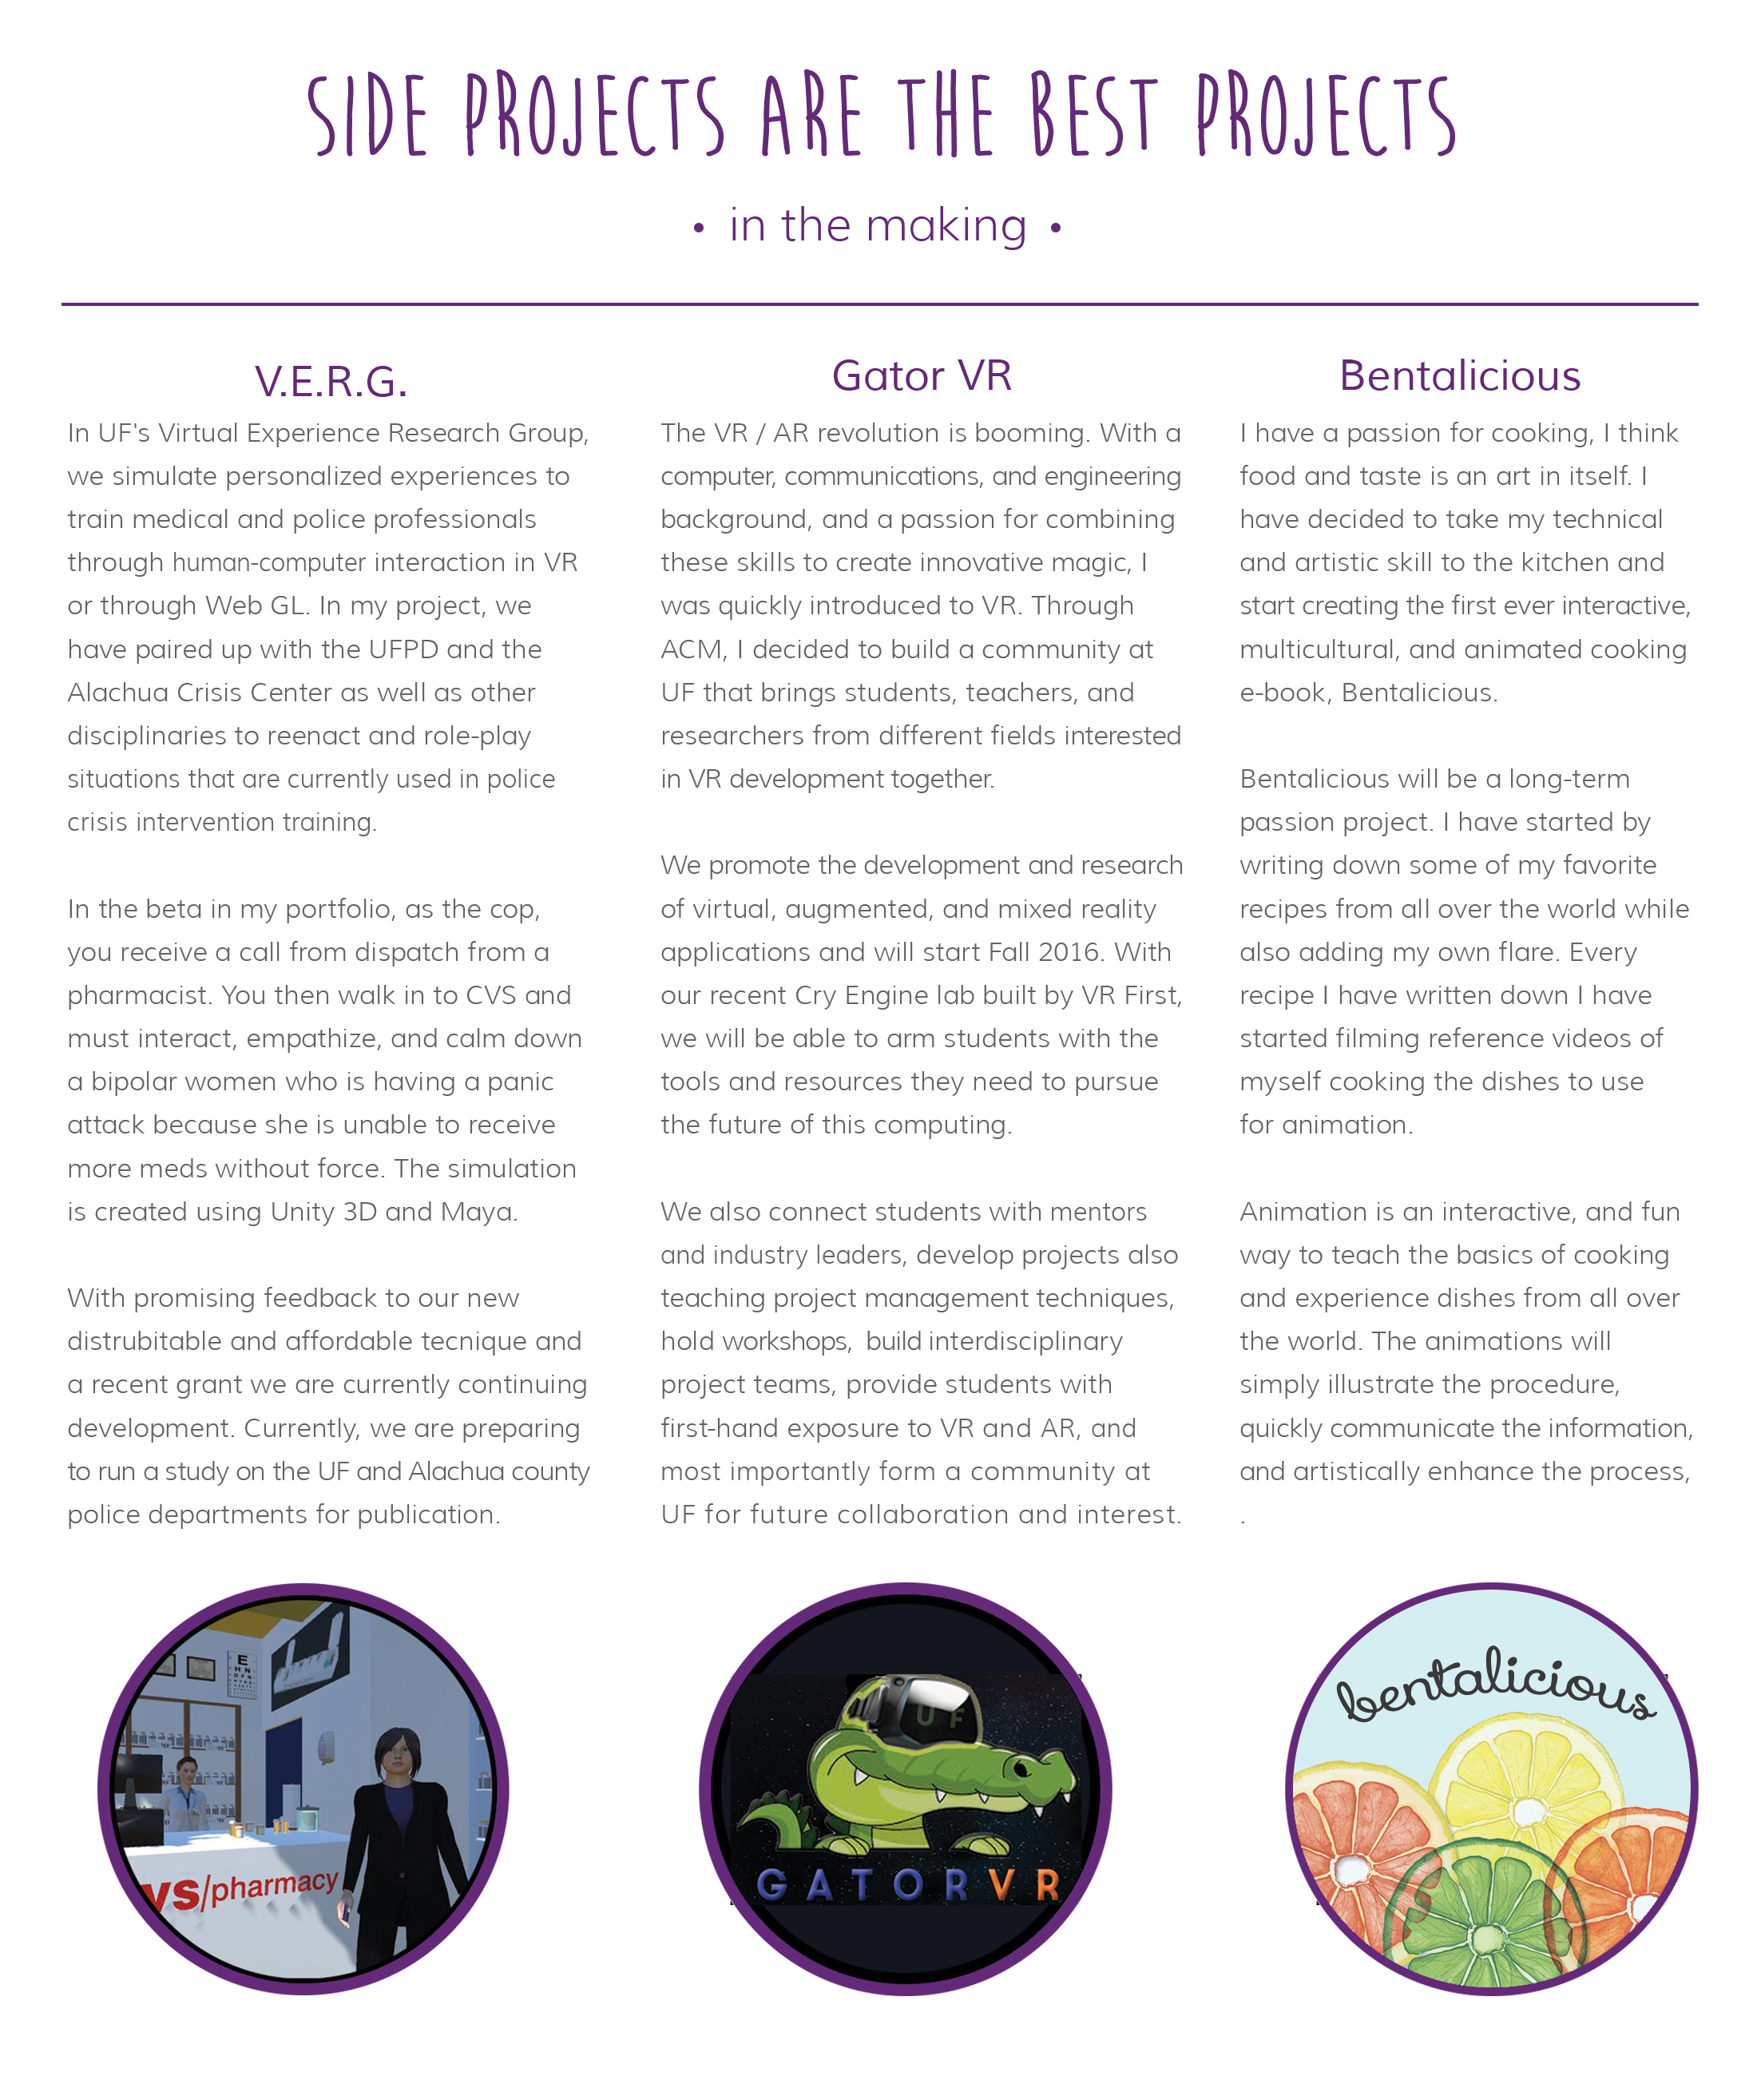 SIDE PROJECTS ARE THE BEST PROJECTS
• in the making •
V.E.R.G.
In UF's Virtual Experience Research Group,
we simulate personalized experiences to
train medical and police professionals
through human-computer interaction in VR
or through Web GL. In my project, we
have paired up with the UFPD and the
Alachua Crisis Center as well as other
disciplinaries to reenact and role-play
situations that are currently used in police
crisis intervention training.
In the beta in my portfolio, as the cop,
you receive a call from dispatch from a
pharmacist. You then walk in to CVS and
must interact, empathize, and calm down
a bipolar women who is having a panic
attack because she is unable to receive
more meds without force. The simulation
is created using Unity 3D and Maya.
With promising feedback to our new
distrubitable and affordable tecnique and
a recent grant we are currently continuing
development. Currently, we are preparing
to run a study on the UF and Alachua county
police departments for publication.
Gator VR
The VR / AR revolution is booming. With a
computer, communications, and engineering
background, and a passion for combining
these skills to create innovative magic, I
was quickly introduced to VR. Through
ACM, I decided to build a community at
UF that brings students, teachers, and
researchers from different fields interested
in VR development together.
We promote the development and research
of virtual, augmented, and mixed reality
applications and will start Fall 2016. With
our recent Cry Engine lab built by VR First,
we will be able to arm students with the
tools and resources they need to pursue
the future of this computing.
We also connect students with mentors
and industry leaders, develop projects also
teaching project management techniques,
hold workshops,  build interdisciplinary
project teams, provide students with
first-hand exposure to VR and AR, and
most importantly form a community at
UF for future collaboration and interest.
Bentalicious
I have a passion for cooking, I think
food and taste is an art in itself. I
have decided to take my technical
and artistic skill to the kitchen and
start creating the first ever interactive,
multicultural, and animated cooking
e-book, Bentalicious.
Bentalicious will be a long-term
passion project. I have started by
writing down some of my favorite
recipes from all over the world while
also adding my own flare. Every
recipe I have written down I have
started filming reference videos of
myself cooking the dishes to use
for animation.
Animation is an interactive, and fun
way to teach the basics of cooking
and experience dishes from all over
the world. The animations will
simply illustrate the procedure,
quickly communicate the information,
and artistically enhance the process,
.
E
H N
vs/pharmacy
UF
GATORVR
bentalicious